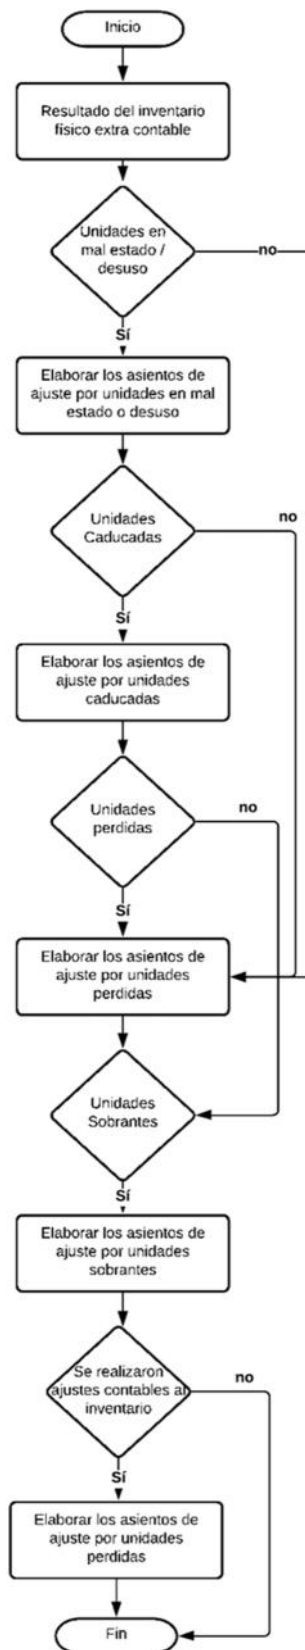 Inicio
Resultado del inventario
físico extra contable
Unidades en
mal estado /
desuso
no
Sí
Elaborar los asientos de
ajuste por unidades en mal
estado o desuso
Unidades
Caducadas
no
Sí
Elaborar los asientos de
ajuste por unidades
caducadas
Unidades
perdidas
no
Sí
Elaborar los asientos de
ajuste por unidades
perdidas
Unidades
Sobrantes
Sí
Elaborar los asientos de
ajuste por unidades
sobrantes
Se realizaron
ajustes contables al
inventario
no
Sí
Elaborar los asientos de
ajuste por unidades
perdidas
Fin